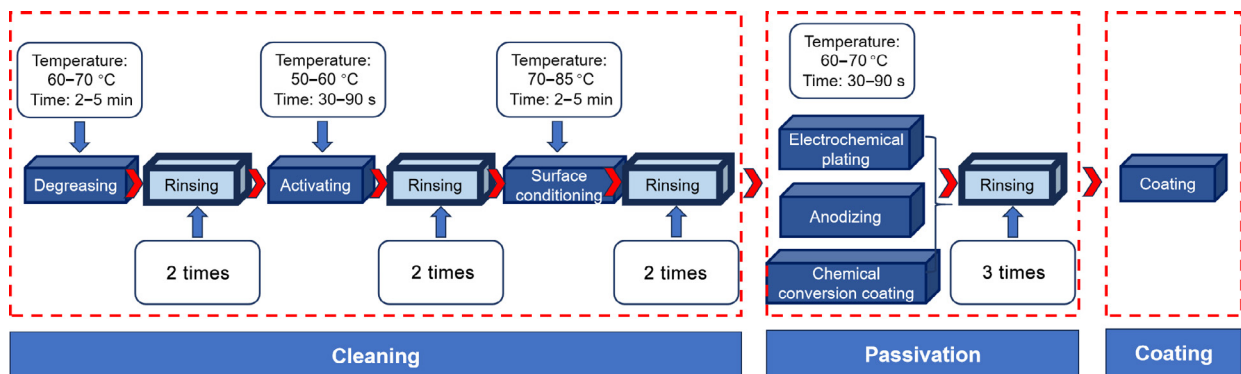 Temperature:
60–70 °C
Time: 2–5 min
Temperature:
50–60 °C
Time: 30–90 s
Temperature:
70–85 °C
Time: 2–5 min
Temperature:
60–70 °C
Time: 30–90 s
Degreasing
Rinsing
Activating
Rinsing
Surface
conditioning
Rinsing
Electrochemical
plating
Anodizing
Chemical
conversion coating
Rinsing
Coating
2 times
2 times
2 times
3 times
Cleaning
Passivation
Coating